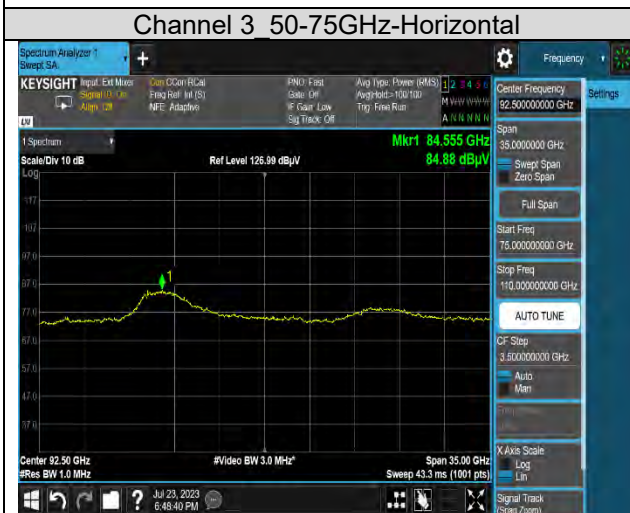 Channel 3_50-75GHz-Horizontal
Spectrum Analyzer 1
Swept SA
+
Frequency
KEYSIGHT Input: Ext Mixer
Signal ID: On
Align: Off
LXI
Corr CCorr RCal
Freq Ref: Int (S)
NFE: Adaptive
PNO: Fast
Gate: Off
IF Gain: Low
Sig Track: Off
Avg Type: Power (RMS)
Avg|Hold:>100/100
Trig: Free Run
1 2 3 4 5 6
M W W W W W
A N N N N N
1 Spectrum
Scale/Div 10 dB
Log
Ref Level 126.99 dBµV
Mkr1 84.555 GHz
84.88 dBµV
117
107
97.0
87.0
77.0
67.0
57.0
47.0
37.0
1
Center 92.50 GHz
#Res BW 1.0 MHz
#Video BW 3.0 MHz*
Span 35.00 GHz
Sweep 43.3 ms (1001 pts)
Center Frequency
92.500000000 GHz
Settings
Span
35.0000000 GHz
Swept Span
Zero Span
Full Span
Start Freq
75.000000000 GHz
Stop Freq
110.000000000 GHz
AUTO TUNE
CF Step
3.500000000 GHz
Auto
Man
X Axis Scale
Log
Lin
Signal Track
(Span Zoom)
?
Jul 23, 2023
6:48:40 PM